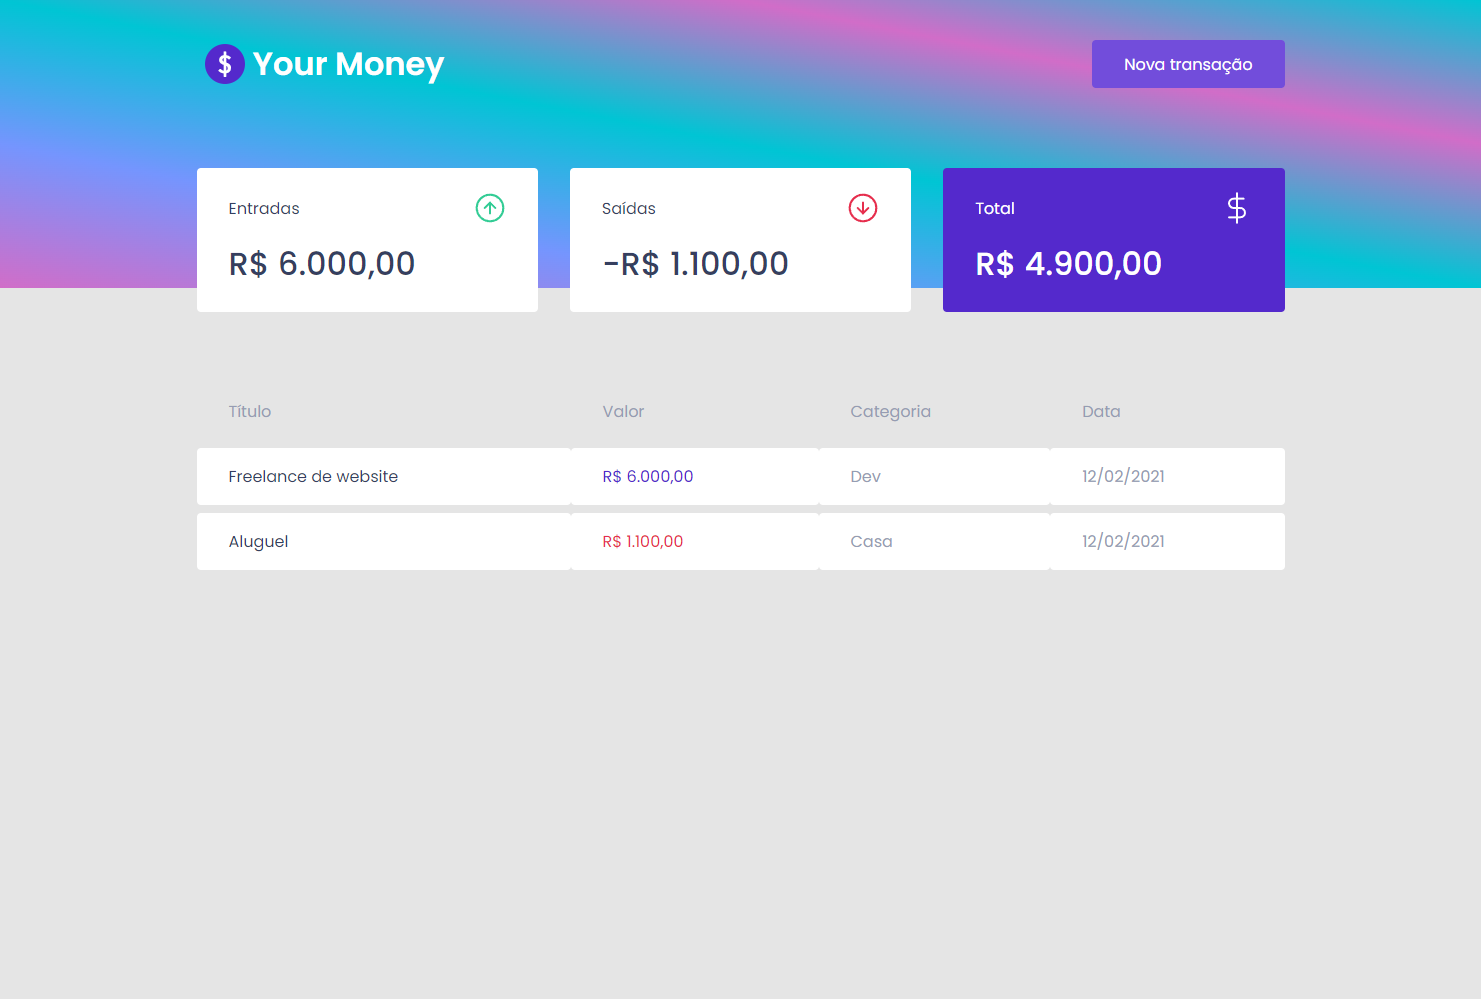 $ Your Money
Nova transação
Entradas
R$ 6.000,00
Saídas
-R$ 1.100,00
Total
$
R$ 4.900,00
Título Valor Categoria Data
Freelance de website R$ 6.000,00 Dev 12/02/2021
Aluguel R$ 1.100,00 Casa 12/02/2021